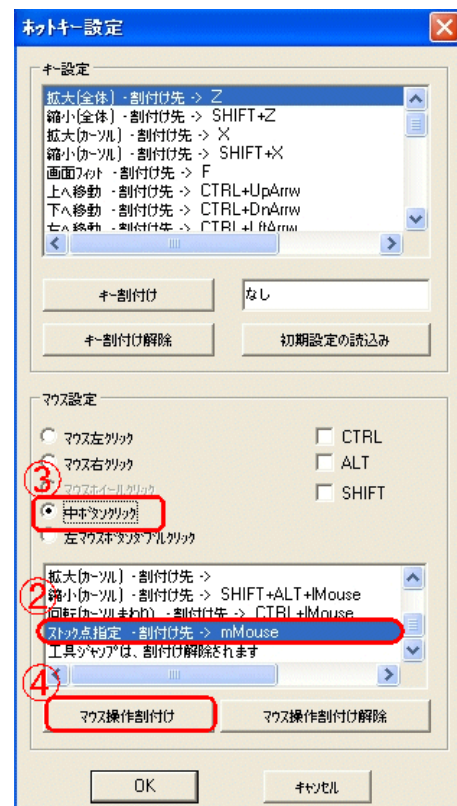 ホットキー設定
キー設定
拡大(全体) - 割付け先 -> Z
縮小(全体) - 割付け先 -> SHIFT+Z
拡大(カーソル) - 割付け先 -> X
縮小(カーソル) - 割付け先 -> SHIFT+X
画面フィット - 割付け先 -> F
上へ移動 - 割付け先 -> CTRL+UpArrw
下へ移動 - 割付け先 -> CTRL+DnArrw
左へ移動 - 割付け先 -> CTRL+LftArrw
キー割付け
なし
キー割付け解除
初期設定の読込み
マウス設定
マウス左クリック
CTRL
マウス右クリック
ALT
③
マウスホイールクリック
SHIFT
中ボタンクリック
左マウスボタンダブルクリック
拡大(カーソル) - 割付け先 ->
② 縮小(カーソル) - 割付け先 -> SHIFT+ALT+lMouse
回転(カーソルまわり) - 割付け先 -> CTRL+lMouse
ストック点指定 - 割付け先 -> mMouse
工具ジャンプは、割付け解除されます
④
マウス操作割付け
マウス操作割付け解除
OK
キャンセル